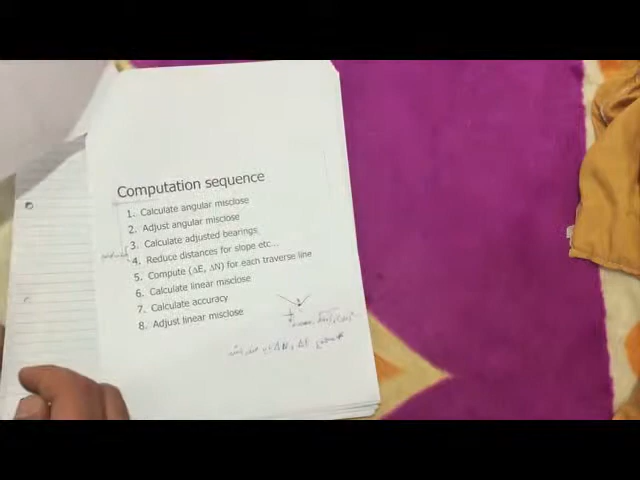 Computation sequence
1. Calculate angular misclose
2. Adjust angular misclose
3. Calculate adjusted bearings
4. Reduce distances for slope etc...
5. Compute (ΔE, ΔN) for each traverse line
6. Calculate linear misclose
7. Calculate accuracy
8. Adjust linear misclose